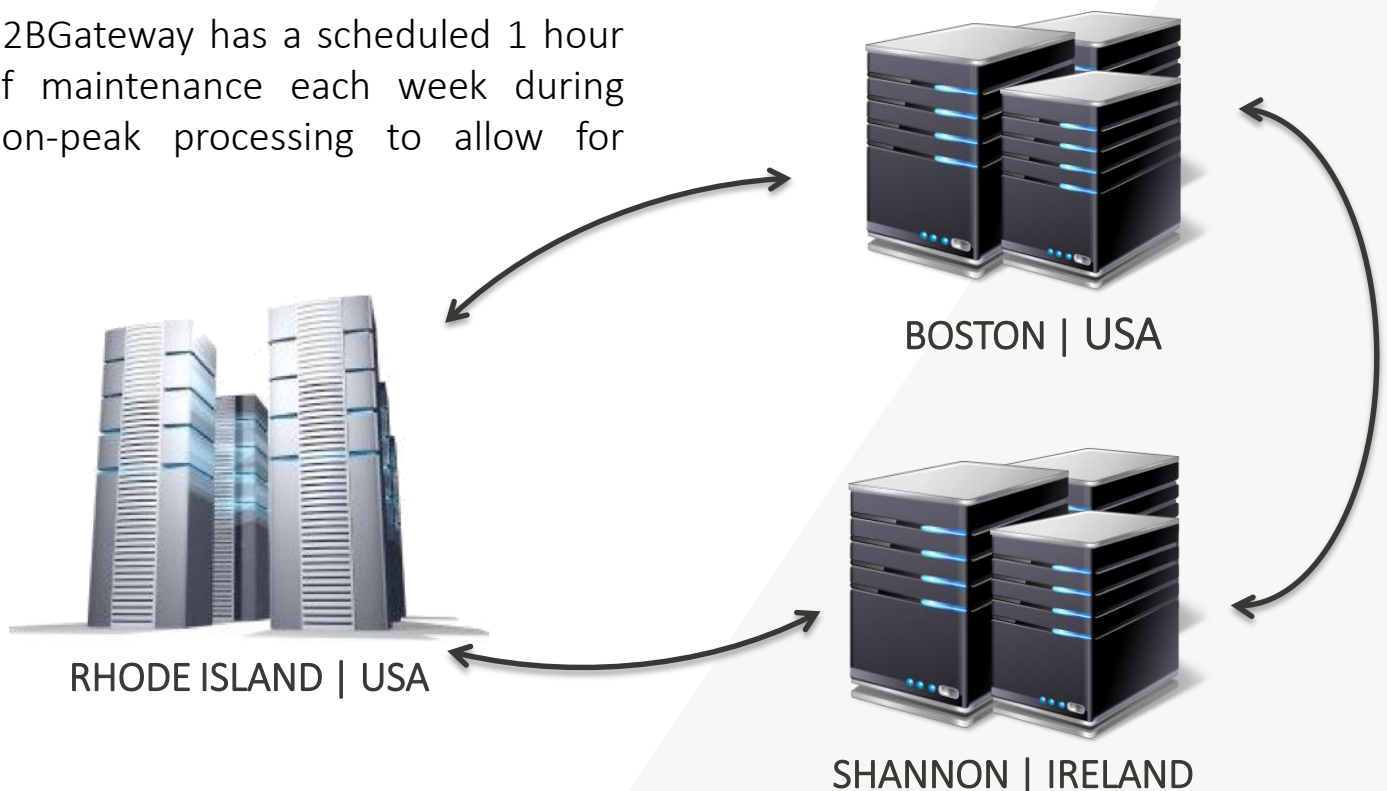 2BGateway has a scheduled 1 hour
f maintenance each week during
on-peak processing to allow for
BOSTON | USA
RHODE ISLAND | USA
SHANNON | IRELAND